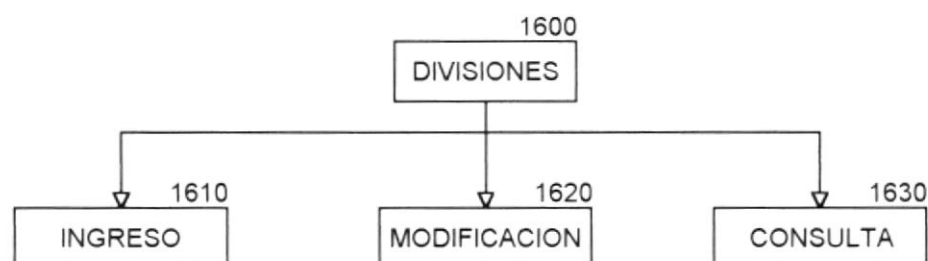 1600
DIVISIONES
1610
1620
1630
INGRESO
MODIFICACION
CONSULTA